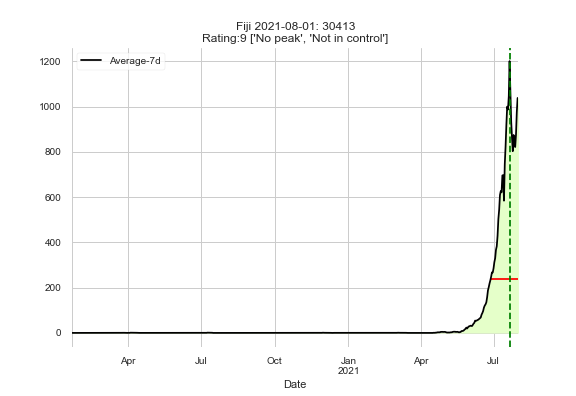 Fiji 2021-08-01: 30413
Rating:9 ['No peak', 'Not in control']
Average-7d
1200
1000
800
600
400
200
0
Apr Jul Oct Jan Apr Jul
2021
Date